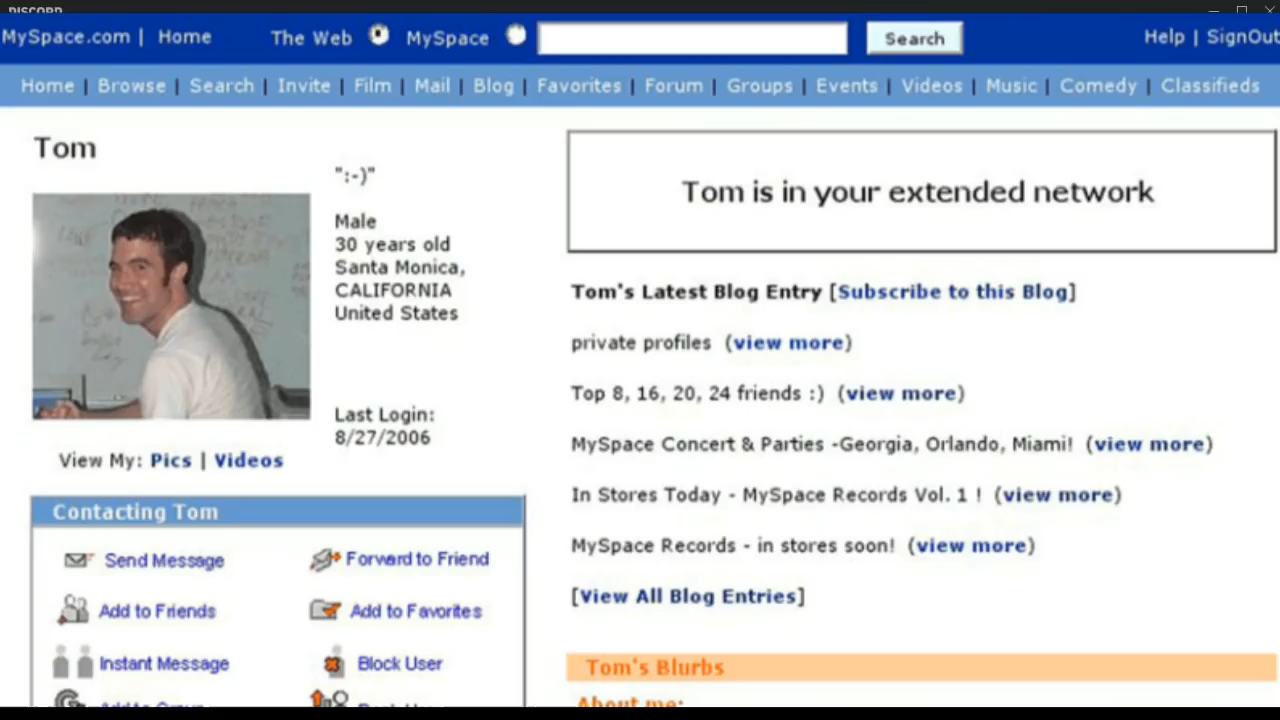 DISCORD
MySpace.com | Home The Web MySpace Search Help | SignOut
Home | Browse | Search | Invite | Film | Mail | Blog | Favorites | Forum | Groups | Events | Videos | Music | Comedy | Classifieds
Tom
":-)"
Male
30 years old
Santa Monica,
CALIFORNIA
United States
Last Login:
8/27/2006
View My: Pics | Videos
Contacting Tom
Send Message Forward to Friend
Add to Friends Add to Favorites
Instant Message Block User
Tom is in your extended network
Tom's Latest Blog Entry [Subscribe to this Blog]
private profiles (view more)
Top 8, 16, 20, 24 friends :) (view more)
MySpace Concert & Parties -Georgia, Orlando, Miami! (view more)
In Stores Today - MySpace Records Vol. 1 ! (view more)
MySpace Records - in stores soon! (view more)
[View All Blog Entries]
Tom's Blurbs
About me: